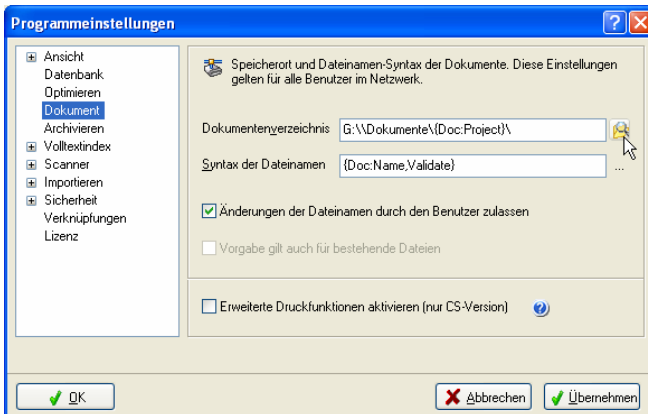 Programmeinstellungen
Ansicht
Datenbank
Optimieren
Dokument
Archivieren
Volltextindex
Scanner
Importieren
Sicherheit
Verknüpfungen
Lizenz
Speicherort und Dateinamen-Syntax der Dokumente. Diese Einstellungen
gelten für alle Benutzer im Netzwerk.
Dokumentenverzeichnis G:\\Dokumente\{Doc:Project}\
Syntax der Dateinamen {Doc:Name,Validate} ...
Änderungen der Dateinamen durch den Benutzer zulassen
Vorgabe gilt auch für bestehende Dateien
Erweiterte Druckfunktionen aktivieren (nur CS-Version) ?
OK Abbrechen Übernehmen